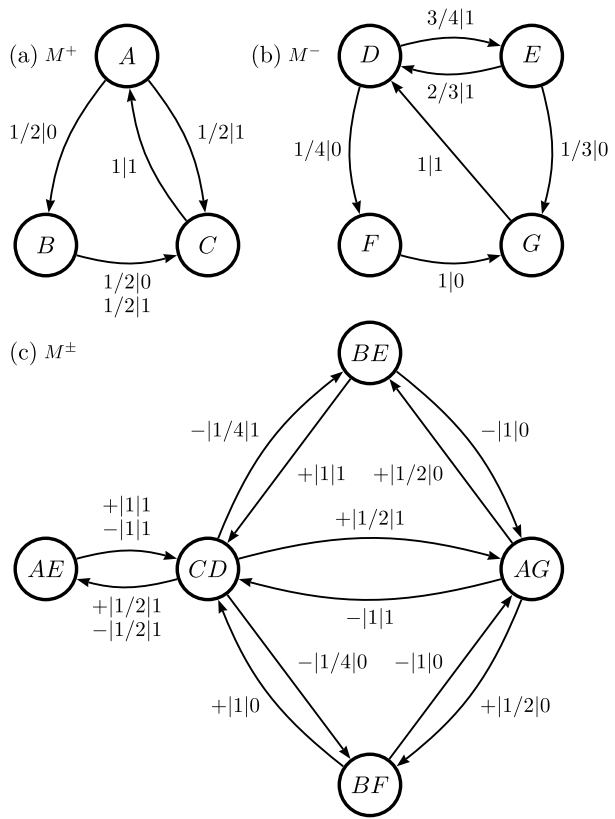 (a) M⁺
A
1/2|0
1/2|1
1|1
B
C
1/2|0
1/2|1
(b) M⁻
D
3/4|1
E
2/3|1
1/4|0
1|1
1/3|0
F
G
1|0
(c) M±
BE
−|1/4|1
−|1|0
+|1|1
+|1/2|0
+|1|1
−|1|1
+|1/2|1
AE
CD
AG
+|1/2|1
−|1/2|1
−|1|1
−|1/4|0
−|1|0
+|1|0
+|1/2|0
BF